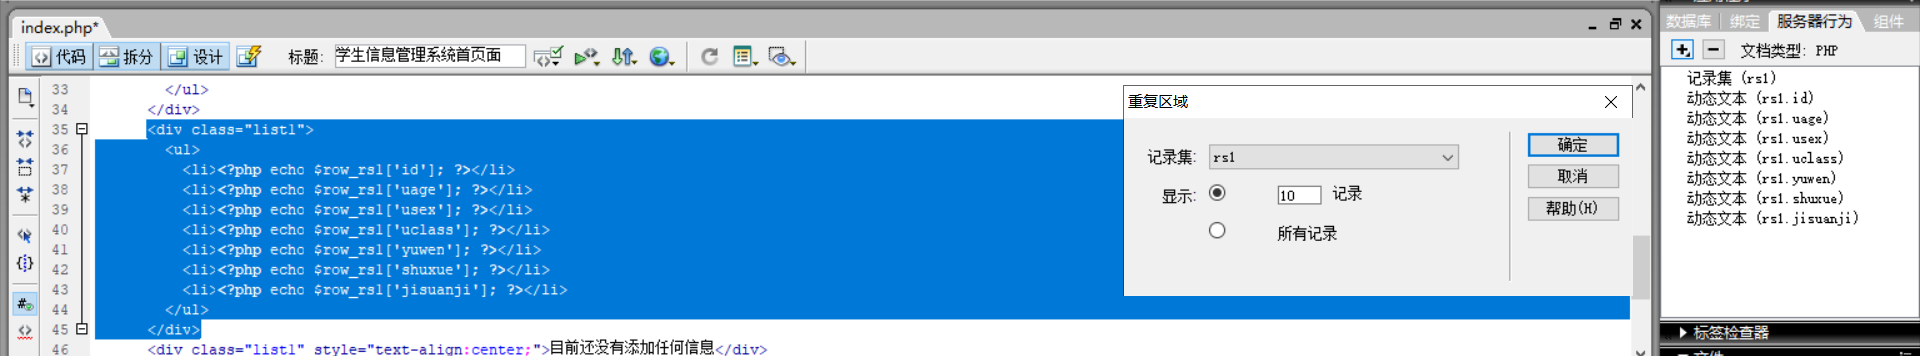 index.php*
代码 拆分 设计 标题: 学生信息管理系统首页面
33 </ul>
34 </div>
35 <div class="list1">
36 <ul>
37 <li><?php echo $row_rs1['id']; ?></li>
38 <li><?php echo $row_rs1['uage']; ?></li>
39 <li><?php echo $row_rs1['usex']; ?></li>
40 <li><?php echo $row_rs1['uclass']; ?></li>
41 <li><?php echo $row_rs1['yuwen']; ?></li>
42 <li><?php echo $row_rs1['shuxue']; ?></li>
43 <li><?php echo $row_rs1['jisuanji']; ?></li>
44 </ul>
45 </div>
46 <div class="list1" style="text-align:center;">目前还没有添加任何信息</div>
重复区域
记录集: rs1
显示: 10 记录
所有记录
确定
取消
帮助(H)
数据库 绑定 服务器行为 组件
文档类型: PHP
记录集 (rs1)
动态文本 (rs1.id)
动态文本 (rs1.uage)
动态文本 (rs1.usex)
动态文本 (rs1.uclass)
动态文本 (rs1.yuwen)
动态文本 (rs1.shuxue)
动态文本 (rs1.jisuanji)
标签检查器